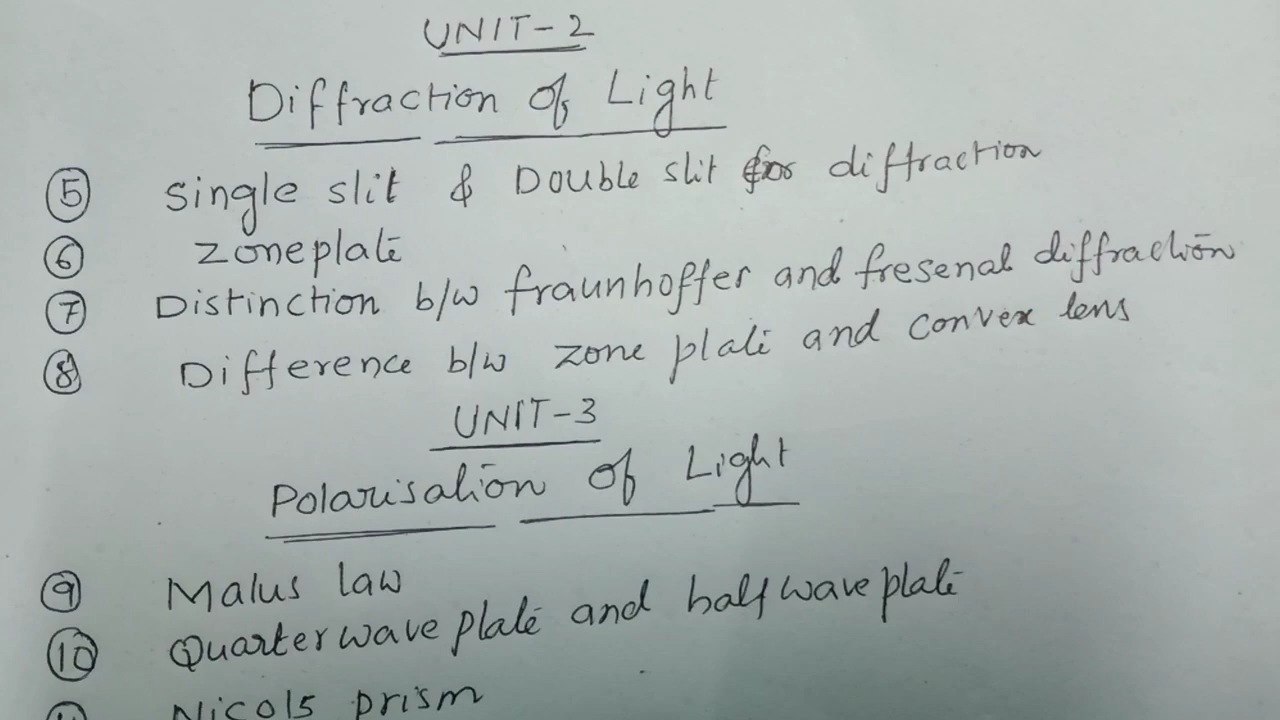 UNIT-2
Diffraction of Light
⑤ single slit & Double slit for diffraction
⑥ zoneplate
⑦ Distinction b/w fraunhoffer and fresenal diffraction
⑧ Difference b/w zone plate and convex lens
UNIT-3
Polarisation of Light
⑨ Malus law
⑩ Quarterwave plate and half wave plate
Nicols prism